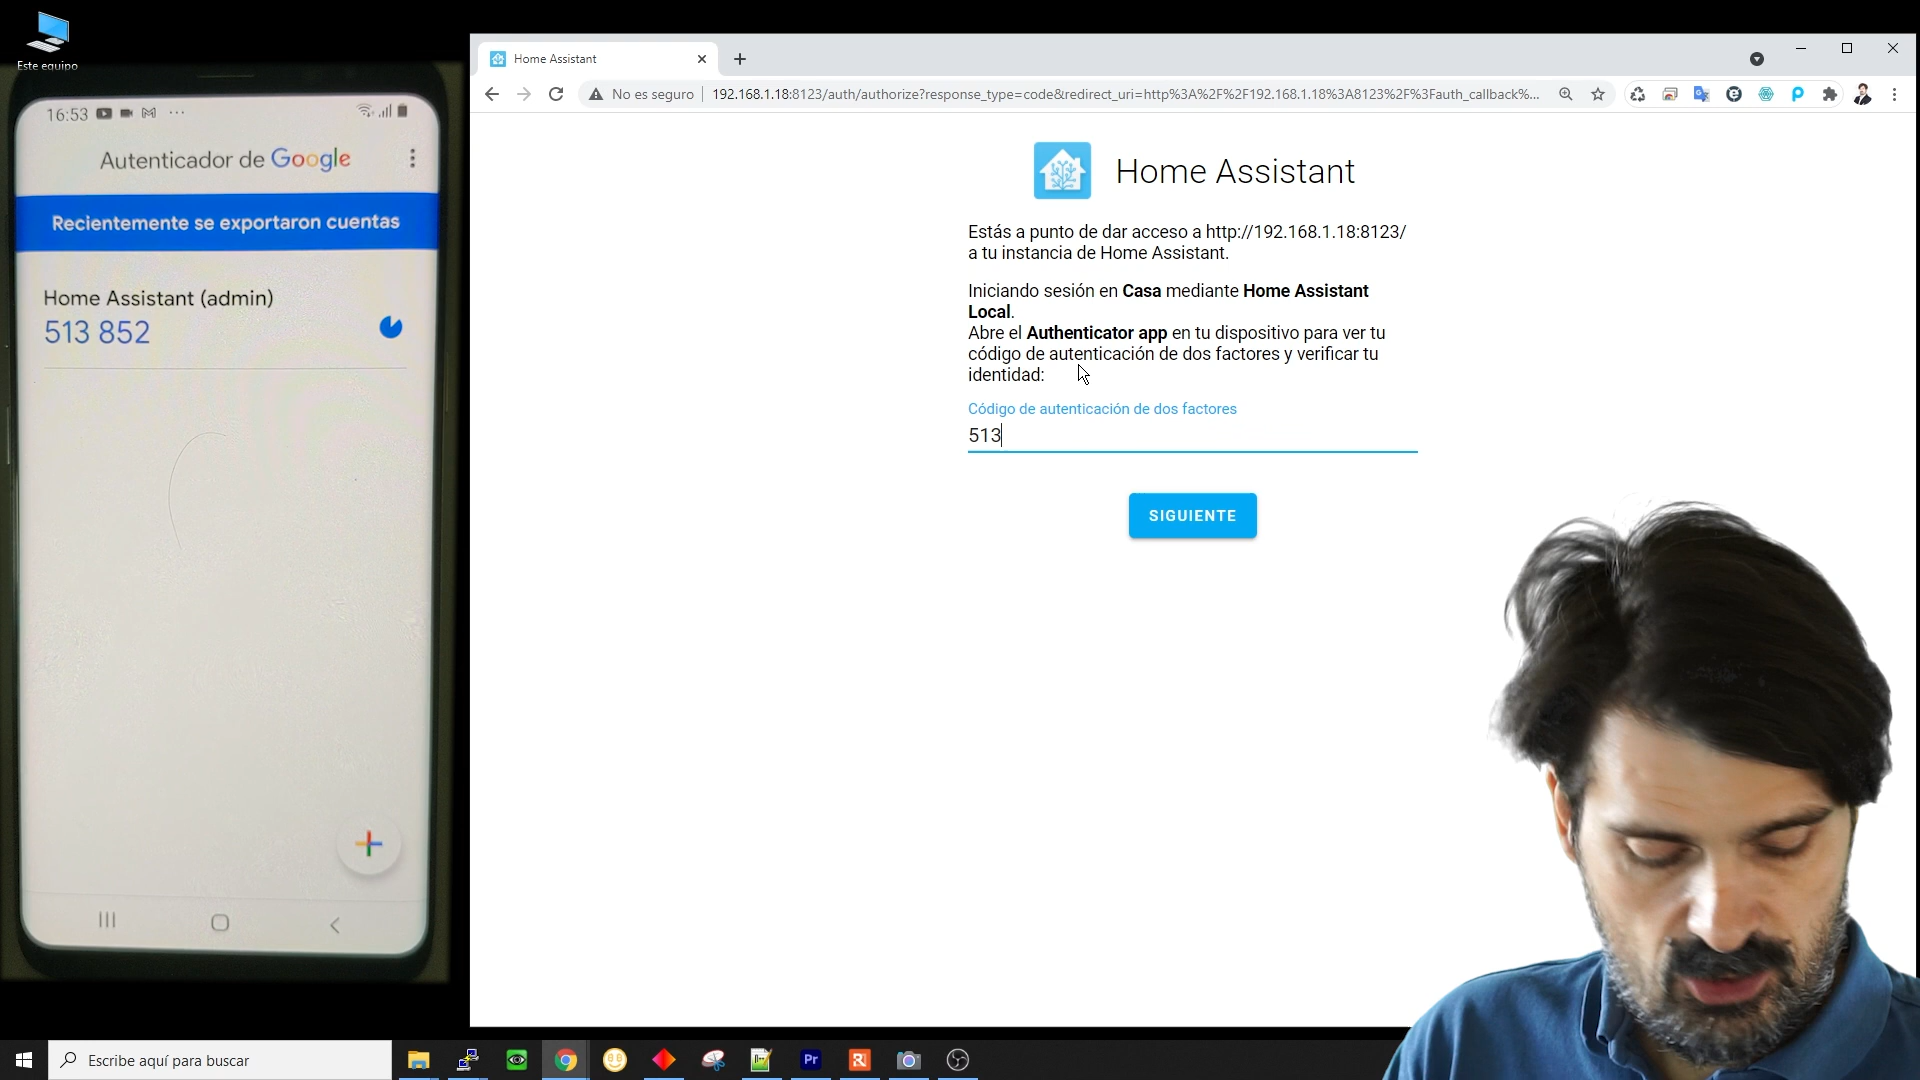 Este equipo
16:53
Autenticador de Google
Recientemente se exportaron cuentas
Home Assistant (admin)
513 852
Home Assistant
No es seguro
192.168.1.18:8123/auth/authorize?response_type=code&redirect_uri=http%3A%2F%2F192.168.1.18%3A8123%2F%3Fauth_callback%...
Home Assistant
Estás a punto de dar acceso a http://192.168.1.18:8123/
a tu instancia de Home Assistant.
Iniciando sesión en Casa mediante Home Assistant
Local.
Abre el Authenticator app en tu dispositivo para ver tu
código de autenticación de dos factores y verificar tu
identidad:
Código de autenticación de dos factores
513
SIGUIENTE
Escribe aquí para buscar
Pr